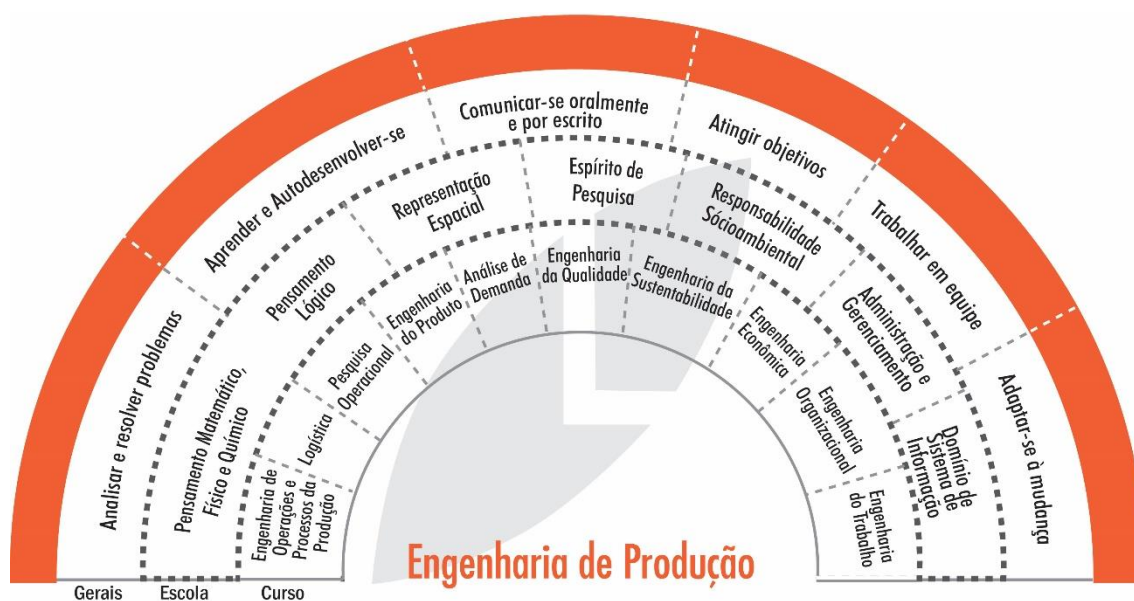 Analisar e resolver problemas
Aprender e Autodesenvolver-se
Comunicar-se oralmente
e por escrito
Atingir objetivos
Trabalhar em equipe
Adaptar-se à mudança
Pensamento Matemático,
Físico e Químico
Pensamento
Lógico
Representação
Espacial
Espírito de
Pesquisa
Responsabilidade
Sócioambiental
Administração e
Gerenciamento
Domínio de
Sistema de
Informação
Engenharia de
Operações e
Processos da
Produção
Logística
Pesquisa
Operacional
Engenharia
do Produto
Análise de
Demanda
Engenharia
da Qualidade
Engenharia da
Sustentabilidade
Engenharia
Econômica
Engenharia
Organizacional
Engenharia
do Trabalho
Engenharia de Produção
Gerais
Escola
Curso